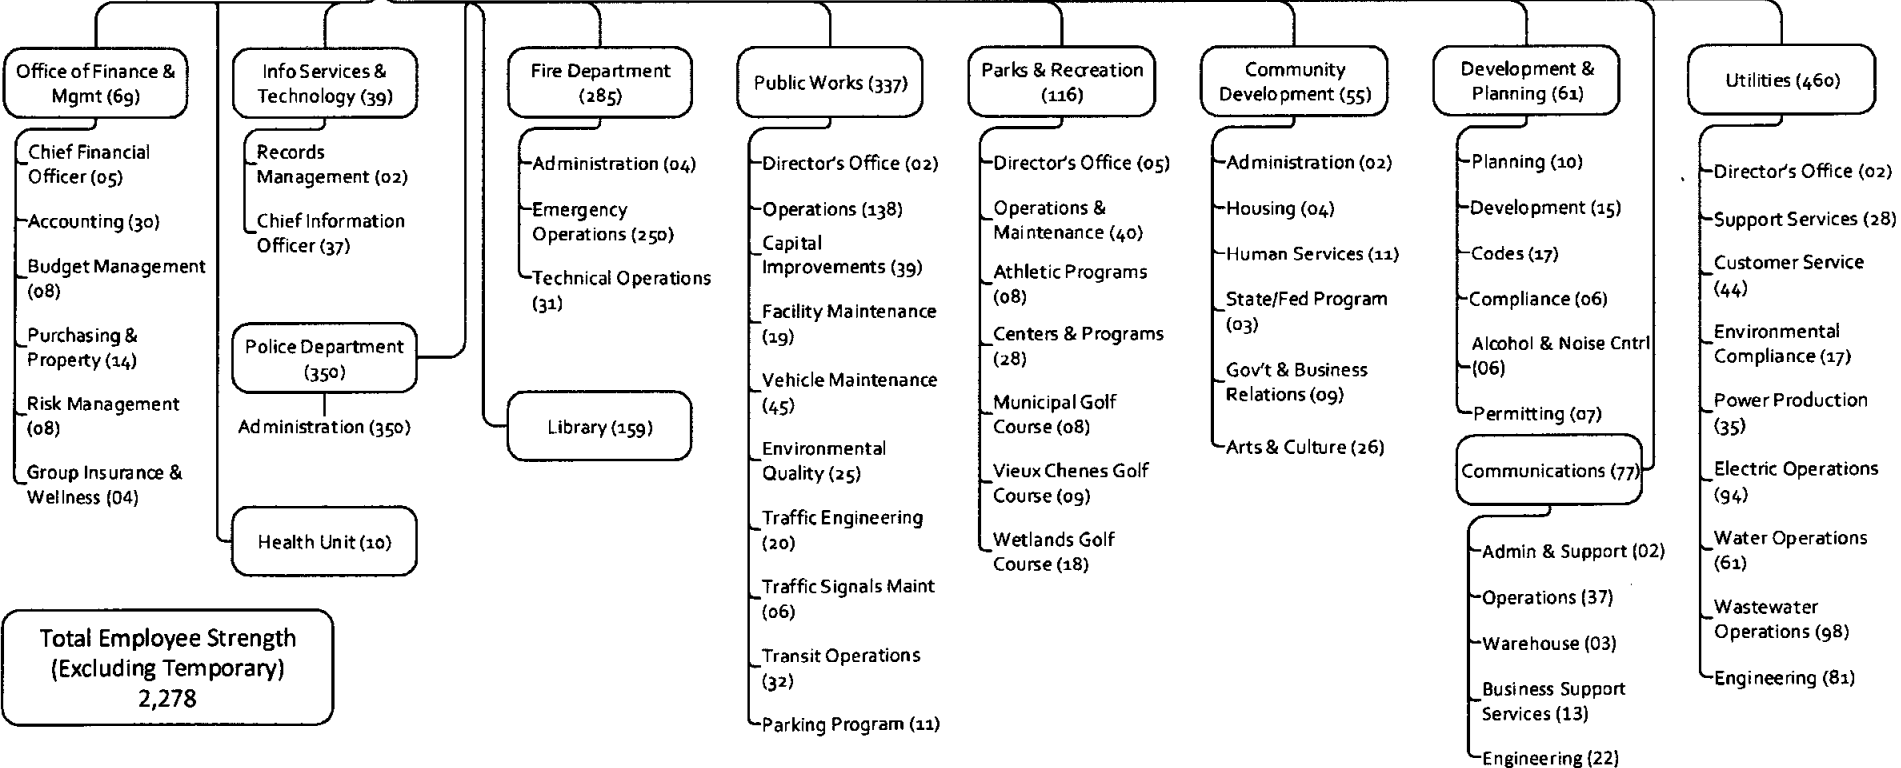 Office of Finance &
Mgmt (69)
Chief Financial
Officer (05)
Accounting (30)
Budget Management
(08)
Purchasing &
Property (14)
Risk Management
(08)
Group Insurance &
Wellness (04)
Info Services &
Technology (39)
Records
Management (02)
Chief Information
Officer (37)
Police Department
(350)
Administration (350)
Health Unit (10)
Fire Department
(285)
Administration (04)
Emergency
Operations (250)
Technical Operations
(31)
Library (159)
Public Works (337)
Director's Office (02)
Operations (138)
Capital
Improvements (39)
Facility Maintenance
(19)
Vehicle Maintenance
(45)
Environmental
Quality (25)
Traffic Engineering
(20)
Traffic Signals Maint
(06)
Transit Operations
(32)
Parking Program (11)
Parks & Recreation
(116)
Director's Office (05)
Operations &
Maintenance (40)
Athletic Programs
(08)
Centers & Programs
(28)
Municipal Golf
Course (08)
Vieux Chenes Golf
Course (09)
Wetlands Golf
Course (18)
Community
Development (55)
Administration (02)
Housing (04)
Human Services (11)
State/Fed Program
(03)
Gov't & Business
Relations (09)
Arts & Culture (26)
Development &
Planning (61)
Planning (10)
Development (15)
Codes (17)
Compliance (06)
Alcohol & Noise Cntrl
(06)
Permitting (07)
Communications (77)
Admin & Support (02)
Operations (37)
Warehouse (03)
Business Support
Services (13)
Engineering (22)
Utilities (460)
Director's Office (02)
Support Services (28)
Customer Service
(44)
Environmental
Compliance (17)
Power Production
(35)
Electric Operations
(94)
Water Operations
(61)
Wastewater
Operations (98)
Engineering (81)
Total Employee Strength
(Excluding Temporary)
2,278